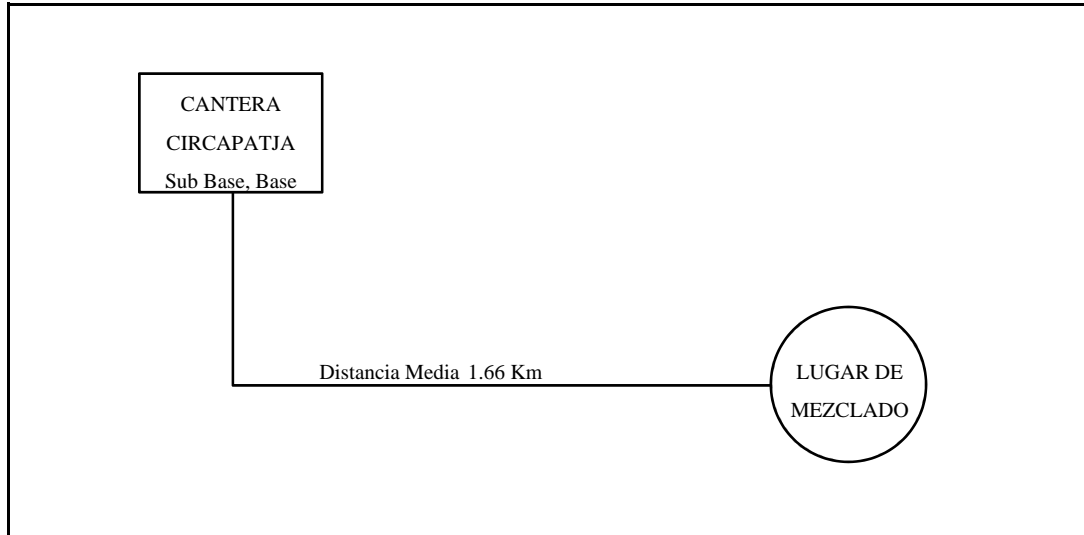 CANTERA
CIRCAPATJA
Sub Base, Base
Distancia Media 1.66 Km
LUGAR DE
MEZCLADO